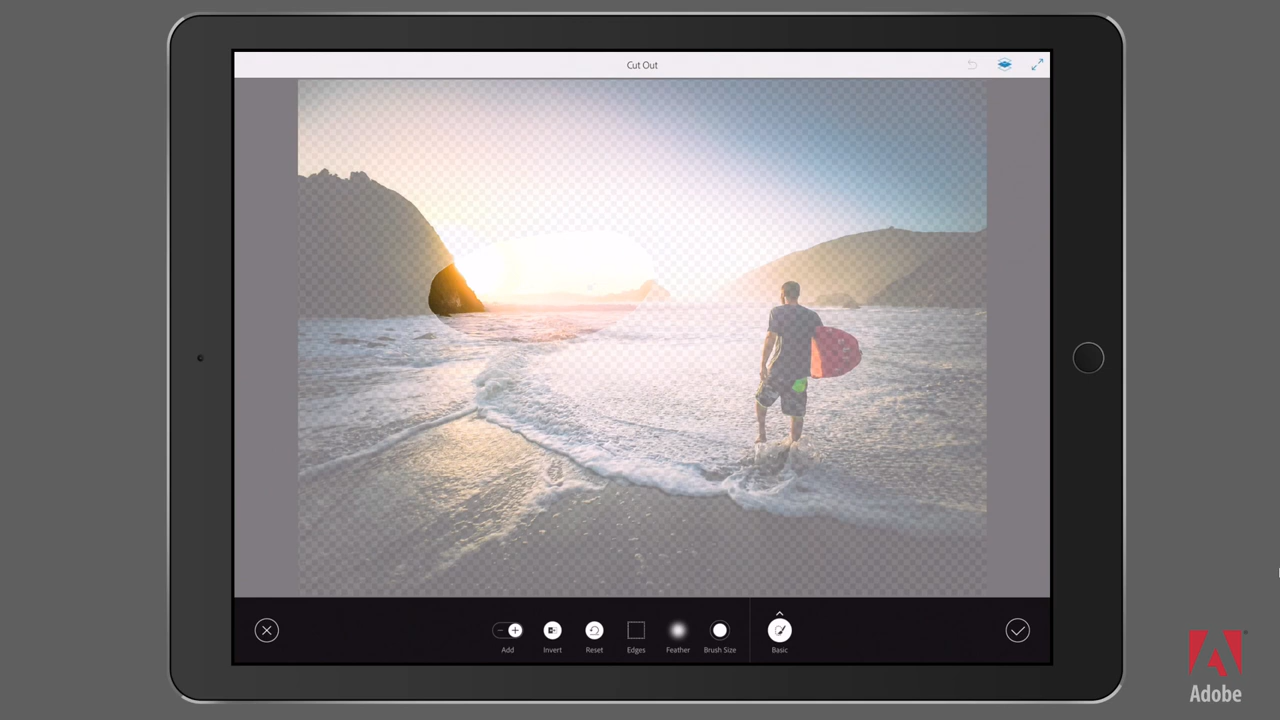 Cut Out
Add
Invert
Reset
Edges
Feather
Brush Size
Basic
Adobe